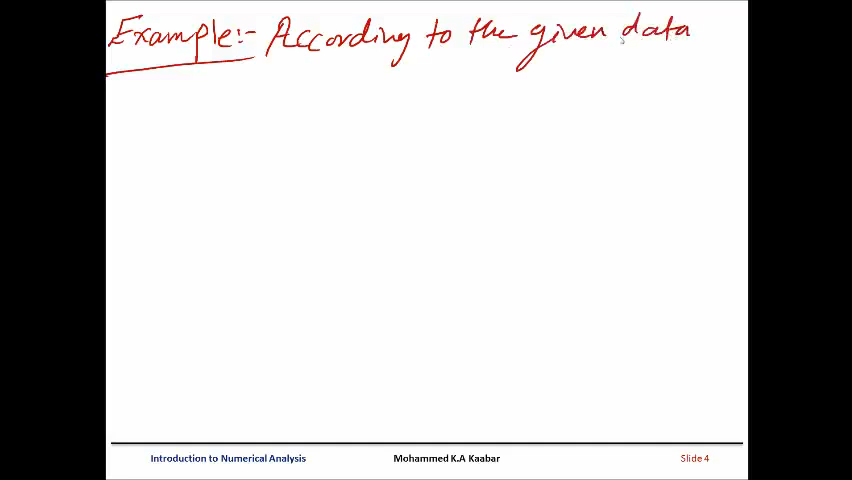 Example:- According to the given data
Introduction to Numerical Analysis
Mohammed K.A Kaabar
Slide 4